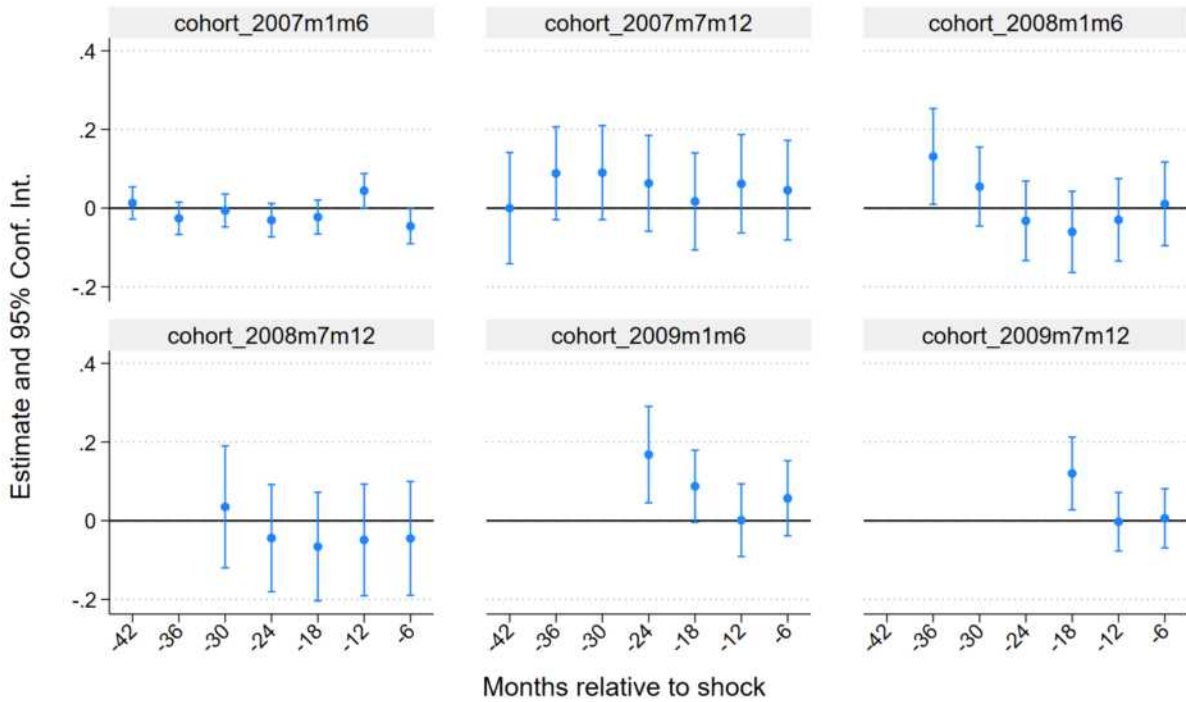 cohort_2007m1m6
cohort_2007m7m12
cohort_2008m1m6
.4
.2
0
-.2
cohort_2008m7m12
cohort_2009m1m6
cohort_2009m7m12
.4
.2
0
-.2
-42 -36 -30 -24 -18 -12 -6
-42 -36 -30 -24 -18 -12 -6
-42 -36 -30 -24 -18 -12 -6
Estimate and 95% Conf. Int.
Months relative to shock